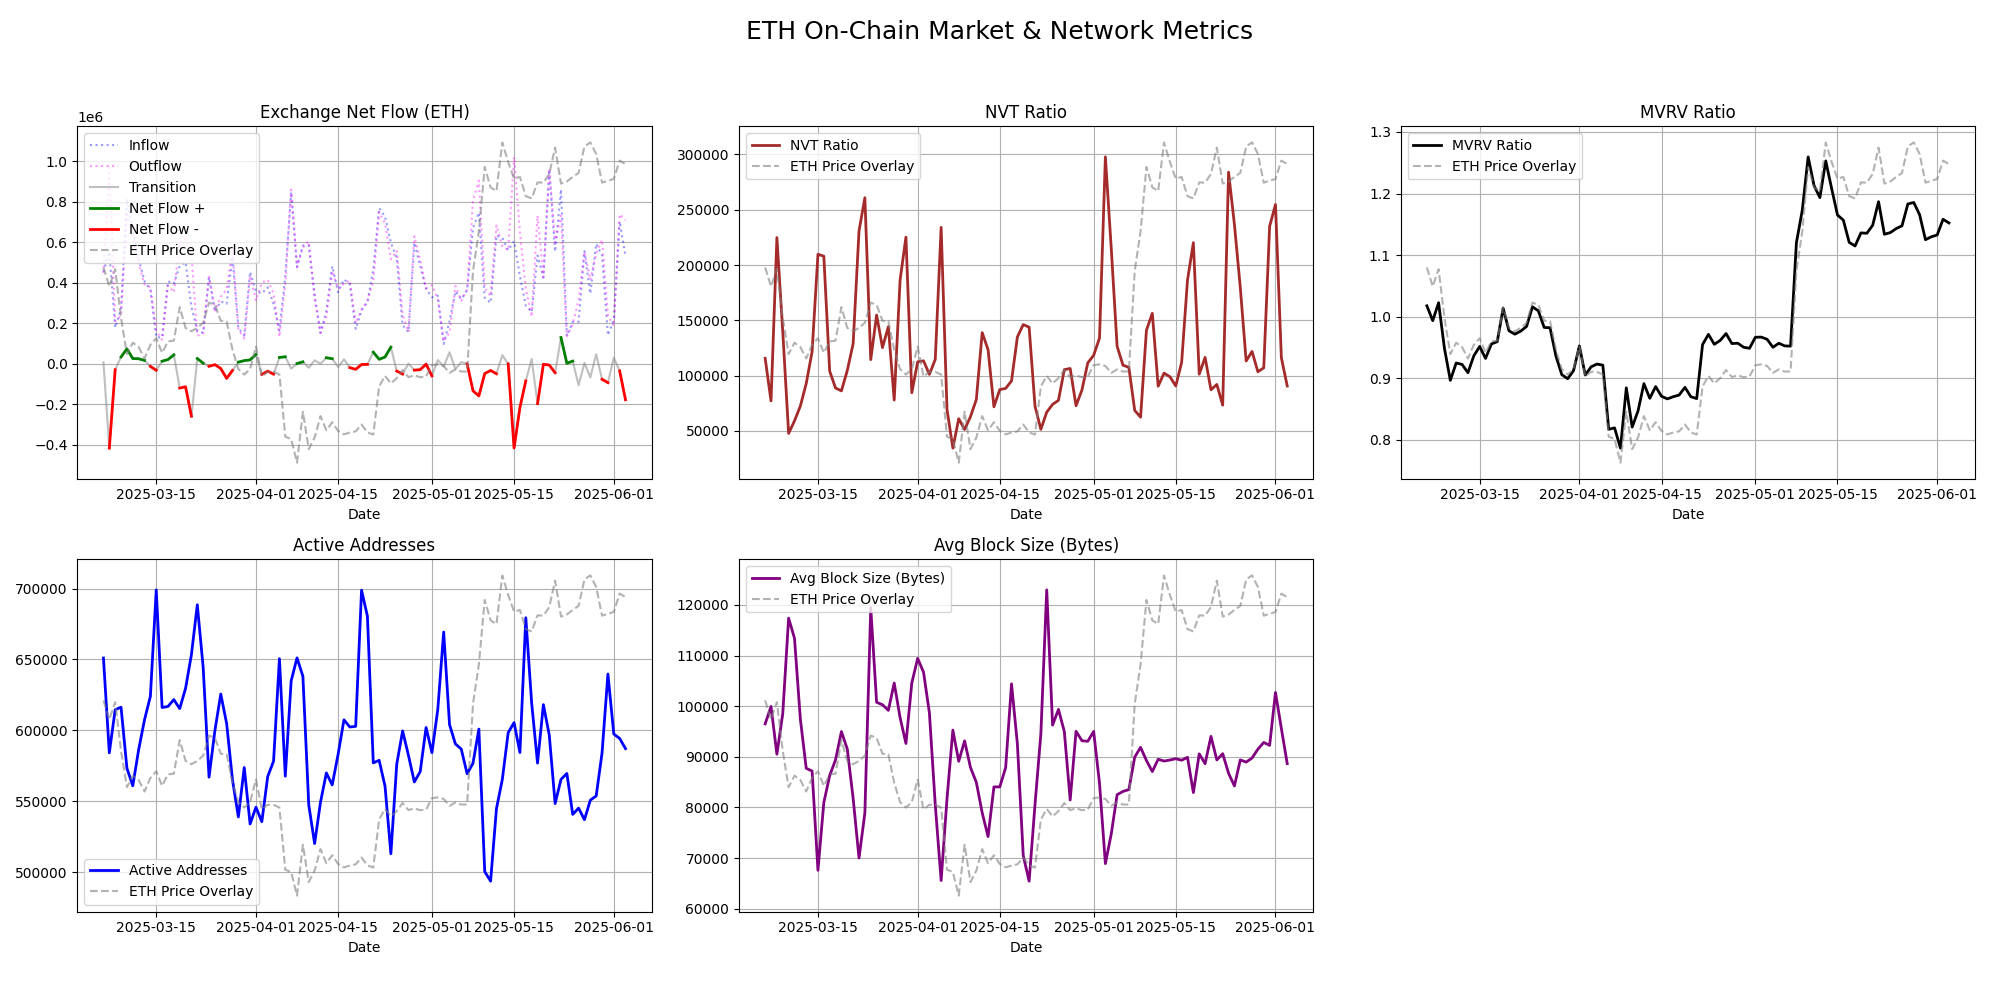 ETH On-Chain Market & Network Metrics
Exchange Net Flow (ETH)
1e6
Inflow
Outflow
Transition
Net Flow +
Net Flow -
ETH Price Overlay
1.0
0.8
0.6
0.4
0.2
0.0
−0.2
−0.4
2025-03-15
2025-04-01
2025-04-15
2025-05-01
2025-05-15
2025-06-01
Date
NVT Ratio
NVT Ratio
ETH Price Overlay
300000
250000
200000
150000
100000
50000
2025-03-15
2025-04-01
2025-04-15
2025-05-01
2025-05-15
2025-06-01
Date
MVRV Ratio
MVRV Ratio
ETH Price Overlay
1.3
1.2
1.1
1.0
0.9
0.8
2025-03-15
2025-04-01
2025-04-15
2025-05-01
2025-05-15
2025-06-01
Date
Active Addresses
700000
650000
600000
550000
500000
Active Addresses
ETH Price Overlay
2025-03-15
2025-04-01
2025-04-15
2025-05-01
2025-05-15
2025-06-01
Date
Avg Block Size (Bytes)
Avg Block Size (Bytes)
ETH Price Overlay
120000
110000
100000
90000
80000
70000
60000
2025-03-15
2025-04-01
2025-04-15
2025-05-01
2025-05-15
2025-06-01
Date